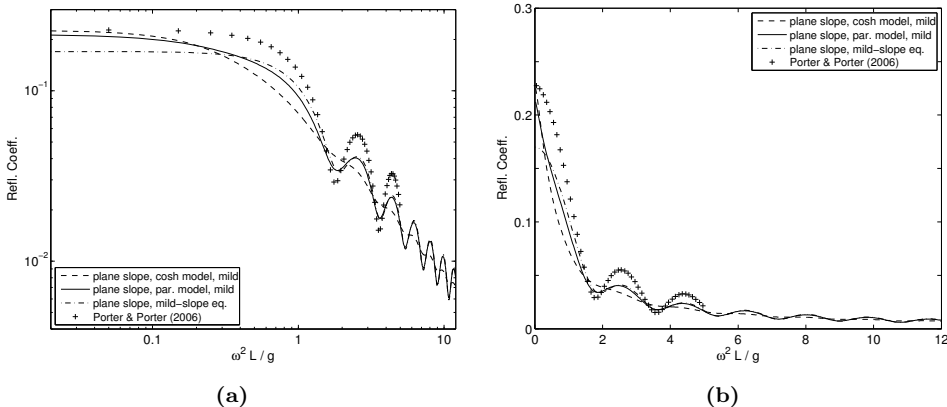 10⁻¹
10⁻²
Refl. Coeff.
plane slope, cosh model, mild
plane slope, par. model, mild
plane slope, mild−slope eq.
Porter & Porter (2006)
0.1
1
10
ω² L / g
(a)
0.3
0.2
0.1
0
Refl. Coeff.
plane slope, cosh model, mild
plane slope, par. model, mild
plane slope, mild−slope eq.
Porter & Porter (2006)
0
2
4
6
8
10
12
ω² L / g
(b)